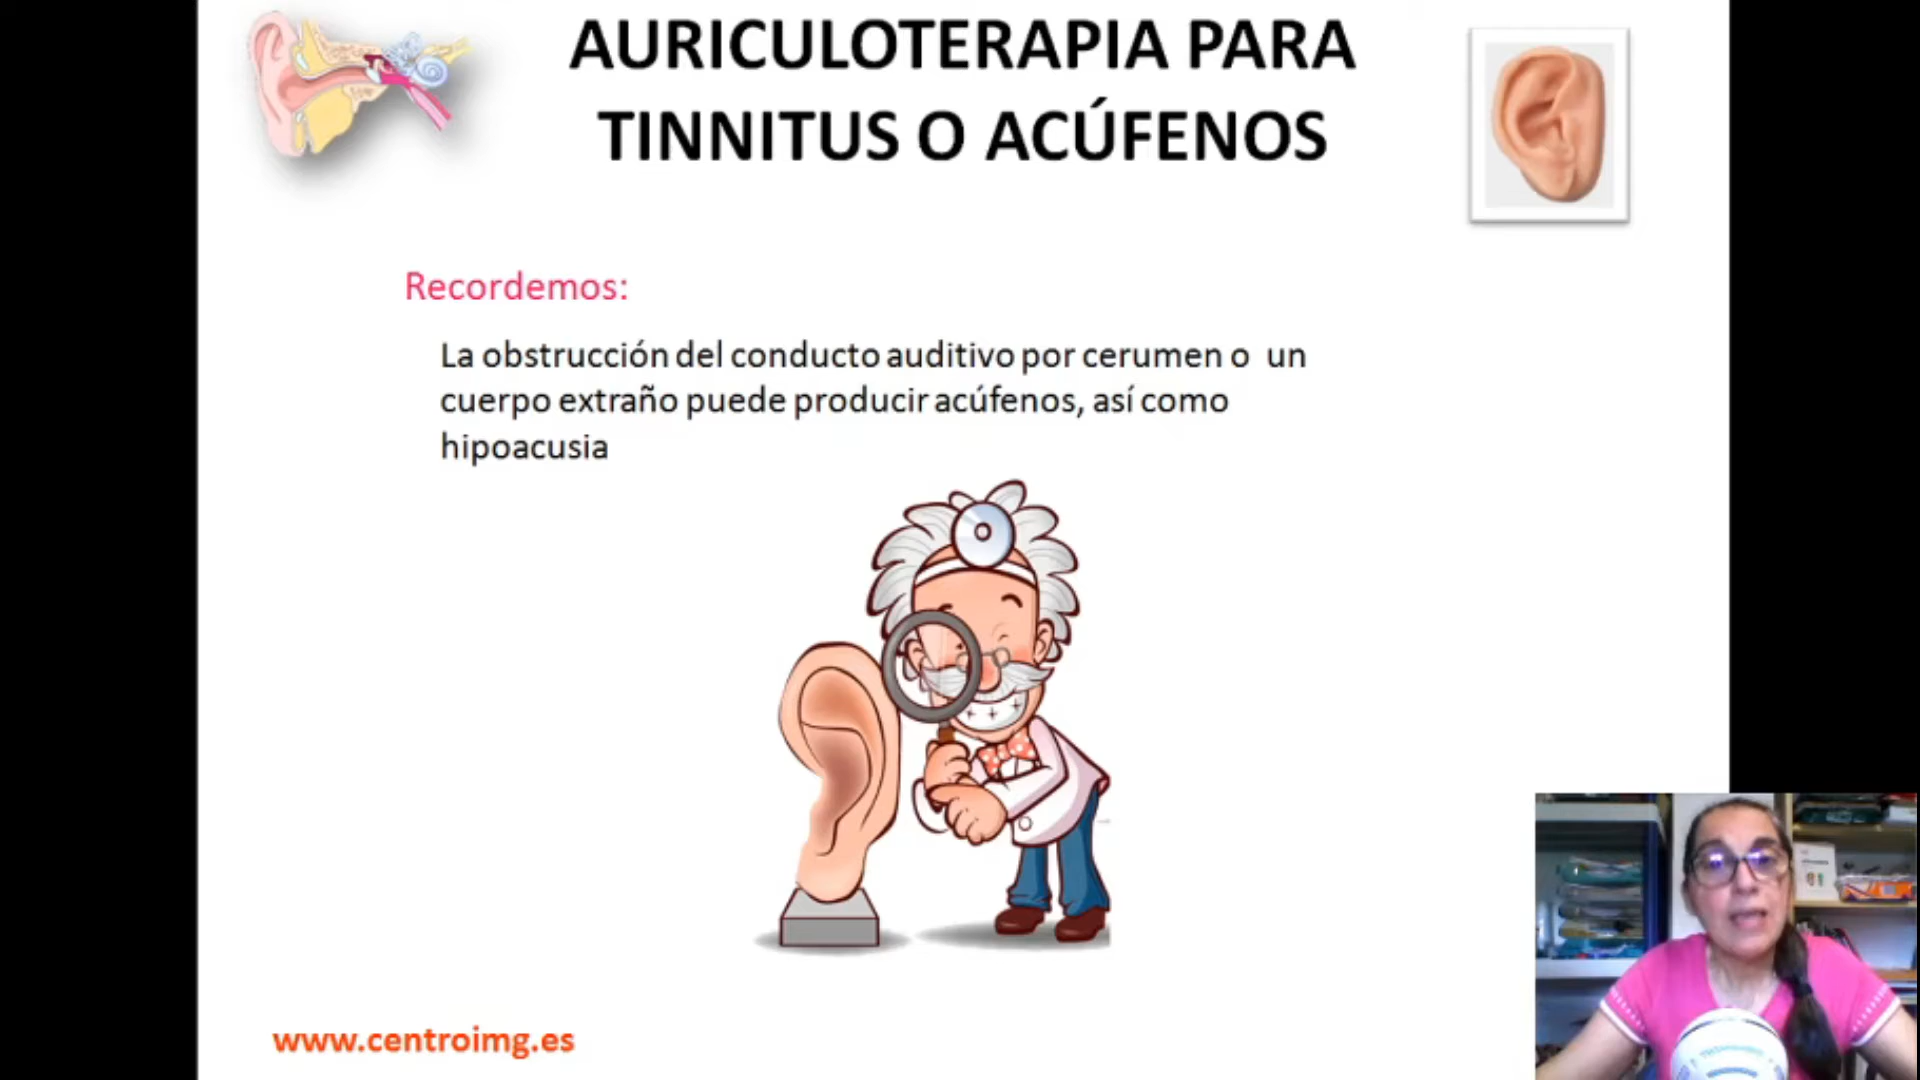 AURICULOTERAPIA PARA
TINNITUS O ACÚFENOS
Recordemos:
La obstrucción del conducto auditivo por cerumen o un
cuerpo extraño puede producir acúfenos, así como
hipoacusia
www.centroimg.es